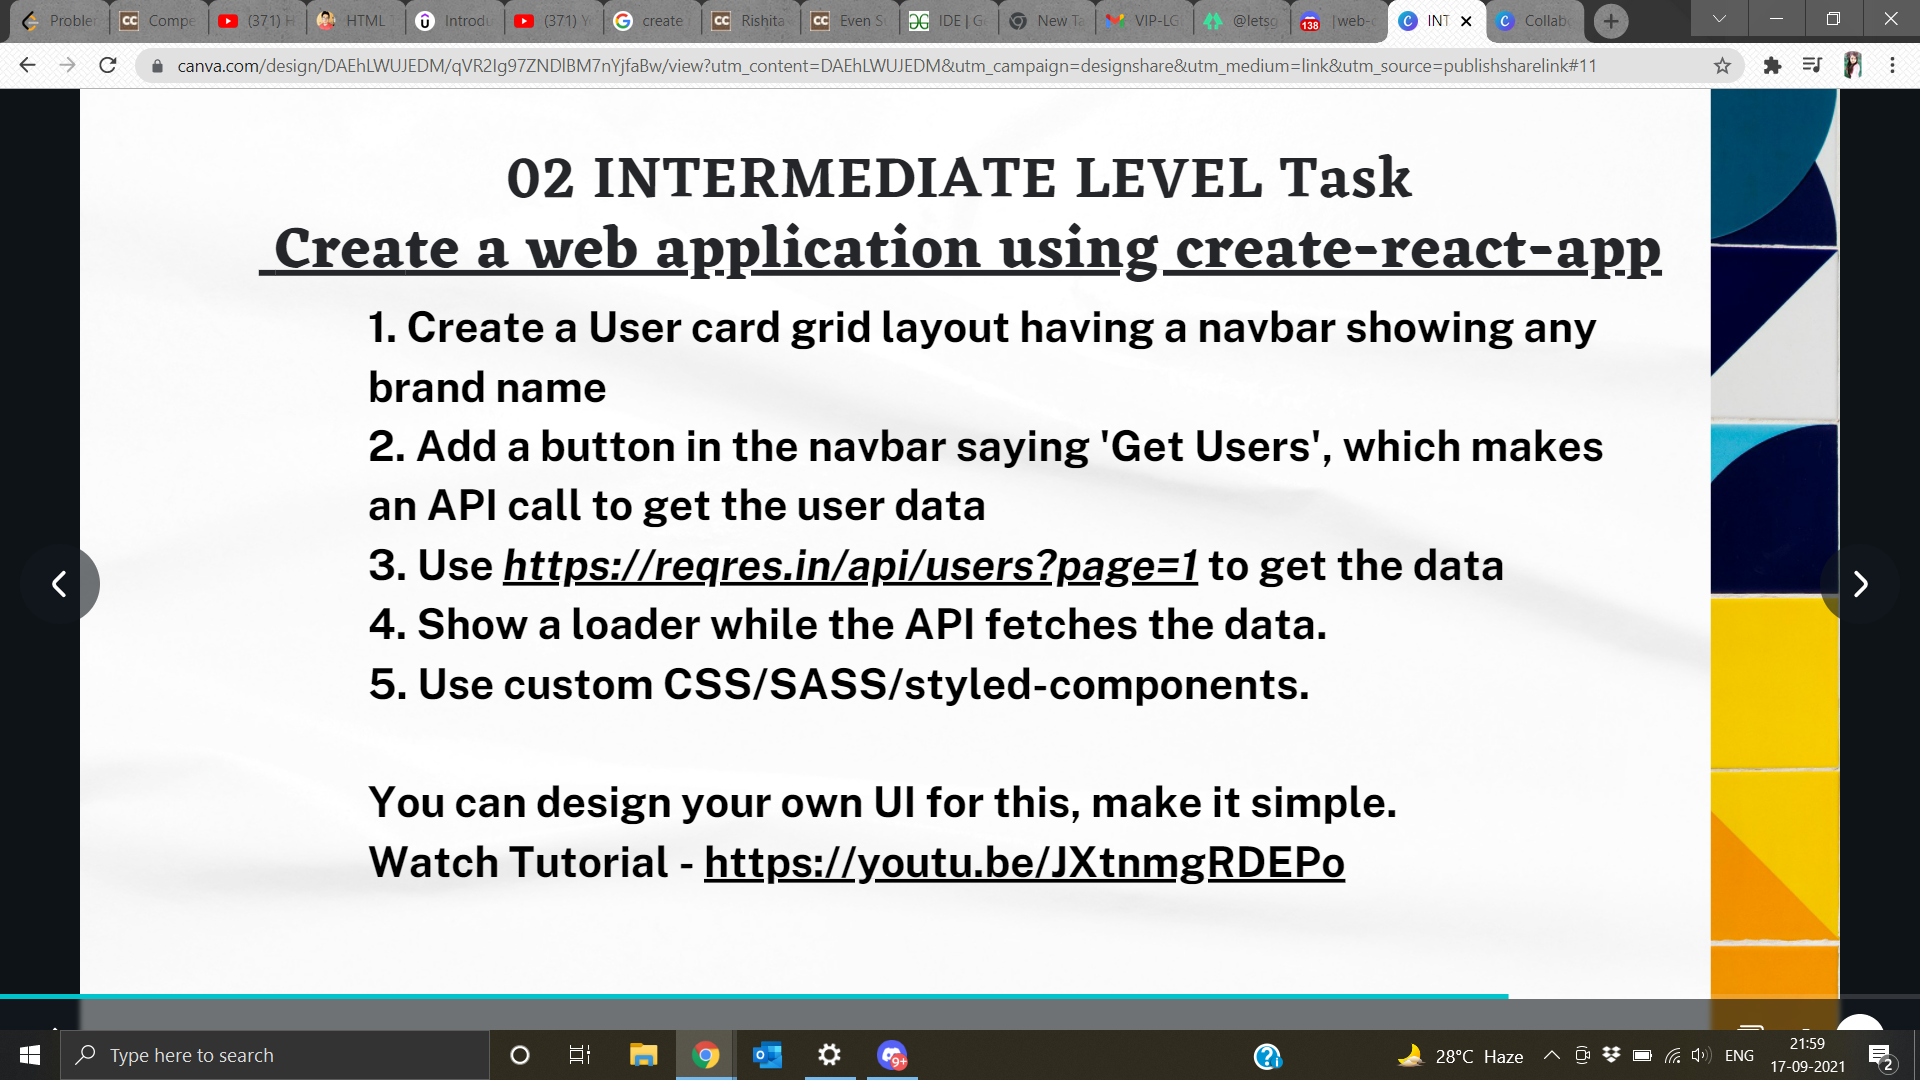 Proble
Compe
(371) H
HTML T
Introdu
(371) Y
create
Rishita
Even S
IDE | G
New Ta
VIP-LG
@letsg
138
|web-c
INT
Collab
canva.com/design/DAEhLWUJEDM/qVR2Ig97ZNDlBM7nYjfaBw/view?utm_content=DAEhLWUJEDM&utm_campaign=designshare&utm_medium=link&utm_source=publishsharelink#11
02 INTERMEDIATE LEVEL Task
Create a web application using create-react-app
1. Create a User card grid layout having a navbar showing any
brand name
2. Add a button in the navbar saying 'Get Users', which makes
an API call to get the user data
3. Use https://reqres.in/api/users?page=1 to get the data
4. Show a loader while the API fetches the data.
5. Use custom CSS/SASS/styled-components.
You can design your own UI for this, make it simple.
Watch Tutorial - https://youtu.be/JXtnmgRDEPo
Type here to search
9+
28°C Haze
ENG
21:59
17-09-2021
2